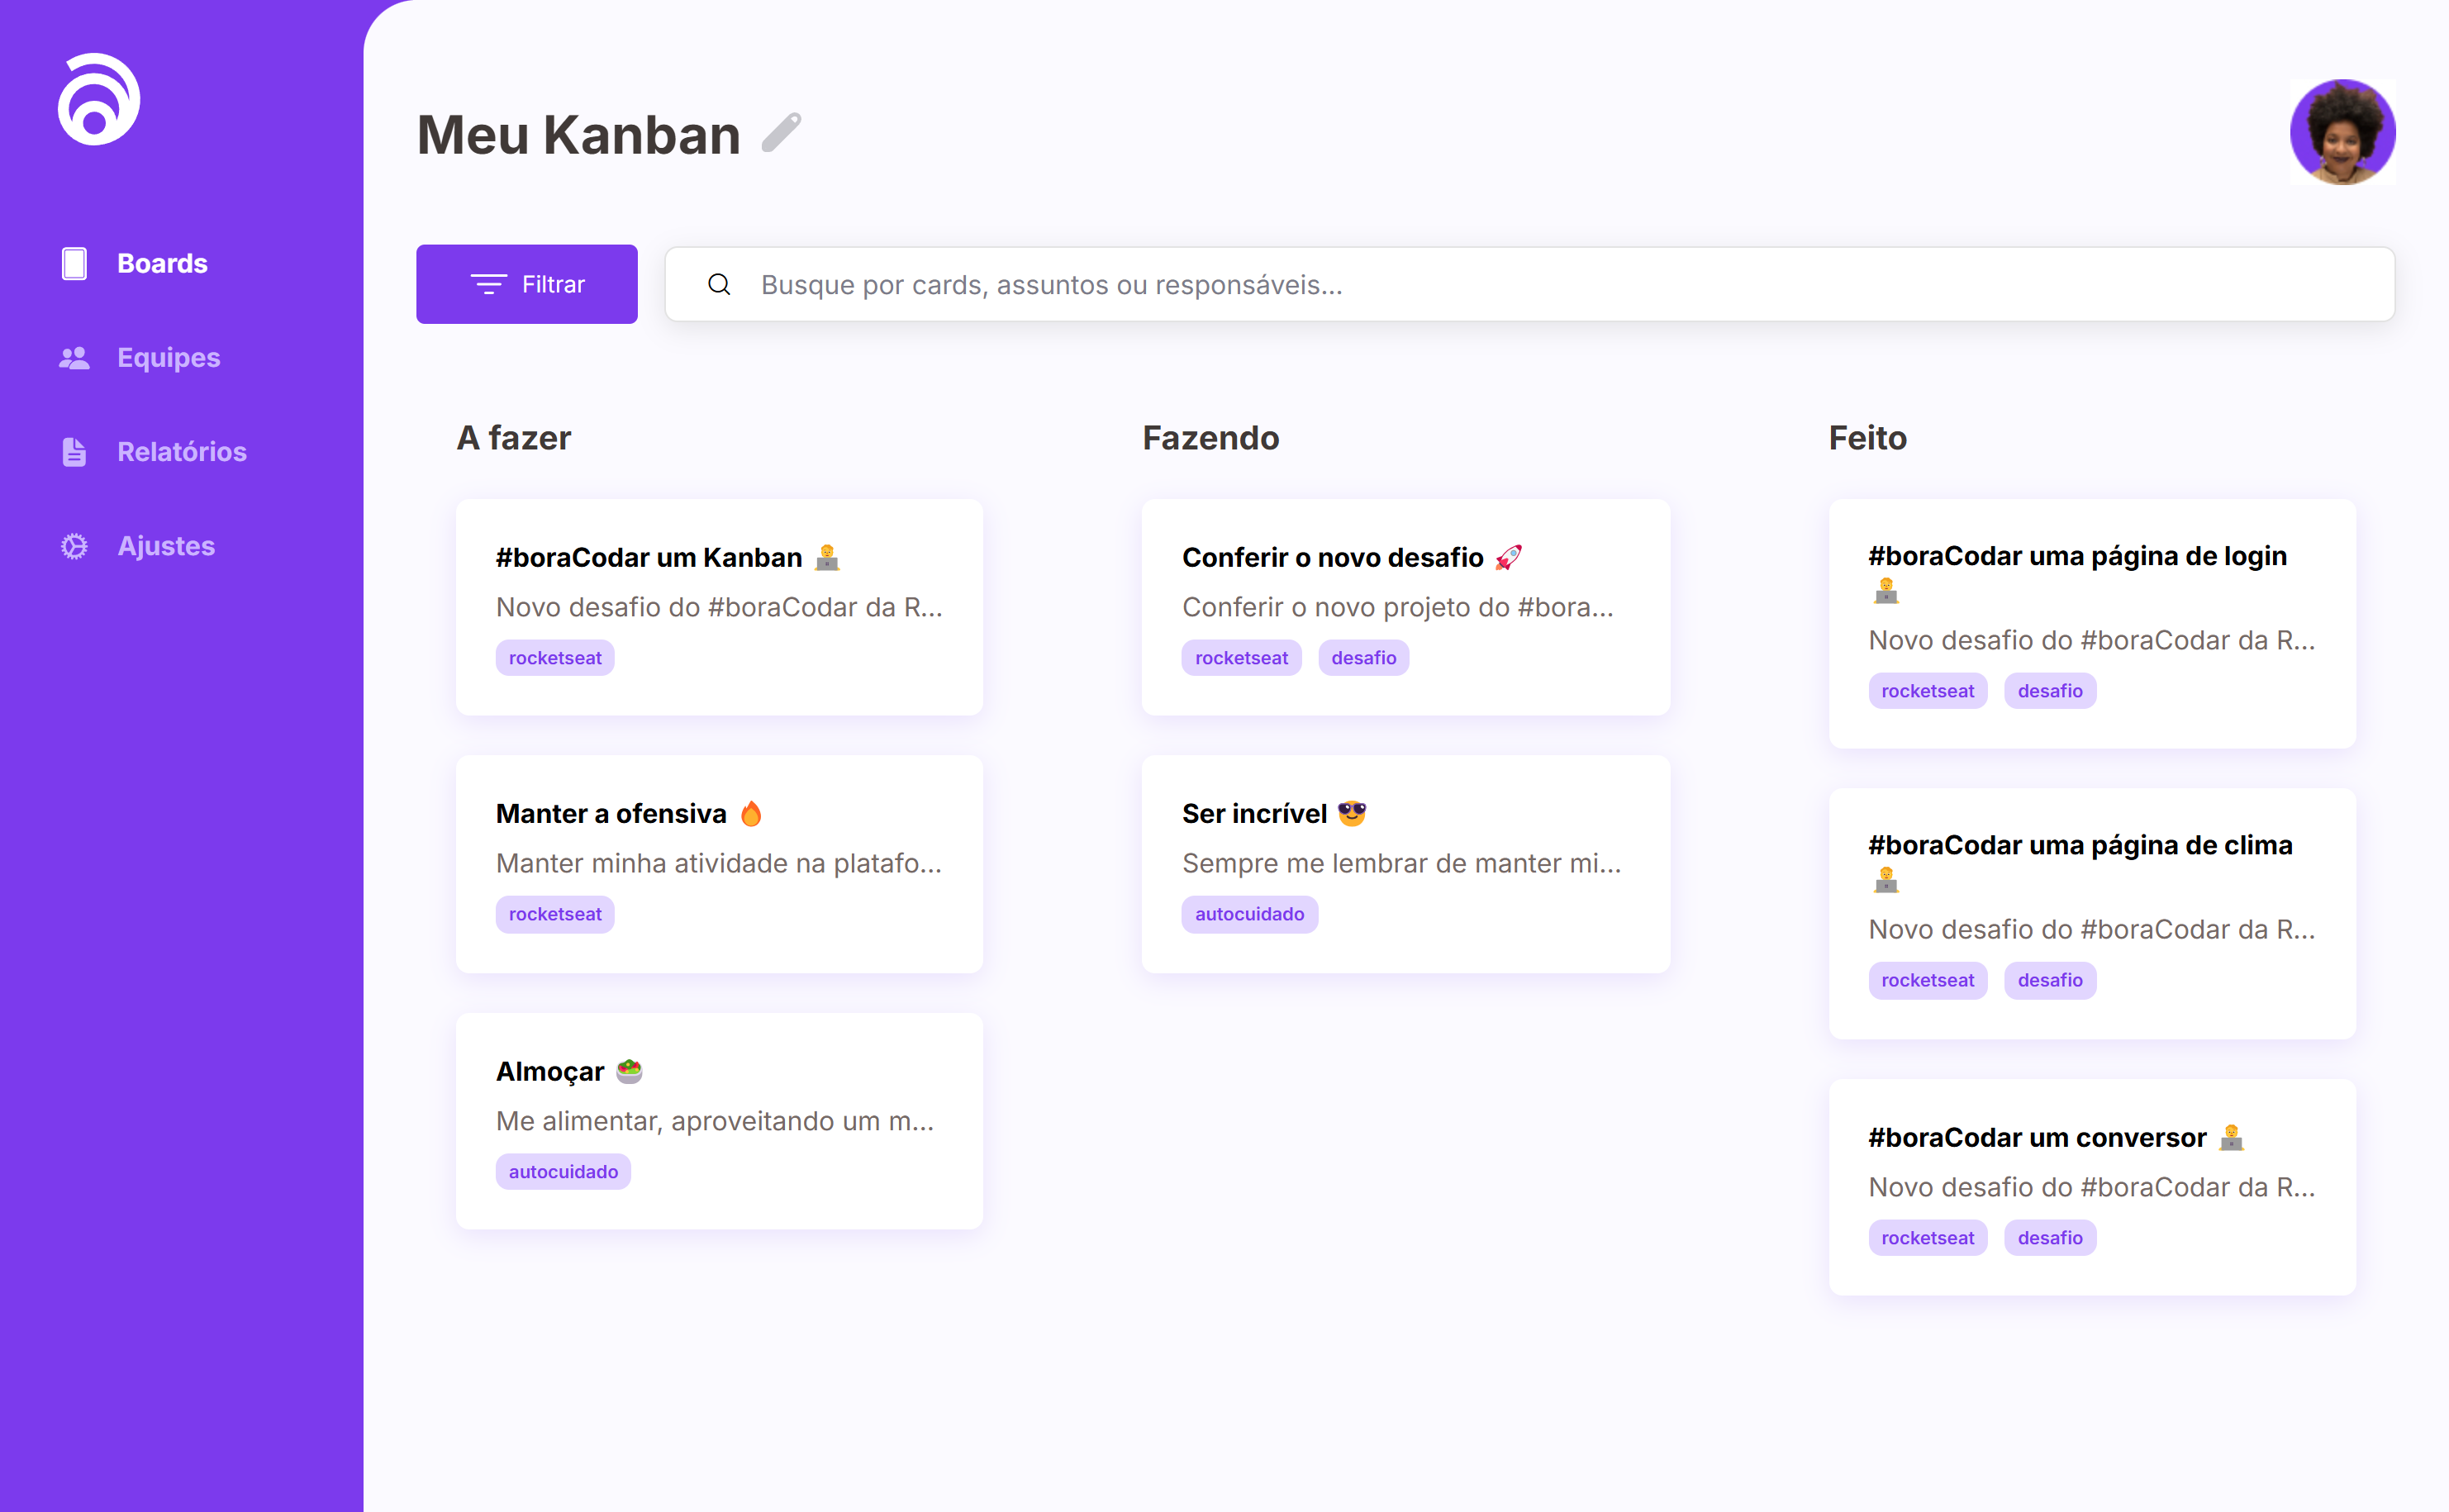 Meu Kanban
Boards
Equipes
Relatórios
Ajustes
Filtrar
Busque por cards, assuntos ou responsáveis...
A fazer
#boraCodar um Kanban 🧑‍💻
Novo desafio do #boraCodar da R...
rocketseat
Manter a ofensiva 🔥
Manter minha atividade na platafo...
rocketseat
Almoçar 🥗
Me alimentar, aproveitando um m...
autocuidado
Fazendo
Conferir o novo desafio 🚀
Conferir o novo projeto do #bora...
rocketseat desafio
Ser incrível 😎
Sempre me lembrar de manter mi...
autocuidado
Feito
#boraCodar uma página de login
🧑‍💻
Novo desafio do #boraCodar da R...
rocketseat desafio
#boraCodar uma página de clima
🧑‍💻
Novo desafio do #boraCodar da R...
rocketseat desafio
#boraCodar um conversor 🧑‍💻
Novo desafio do #boraCodar da R...
rocketseat desafio